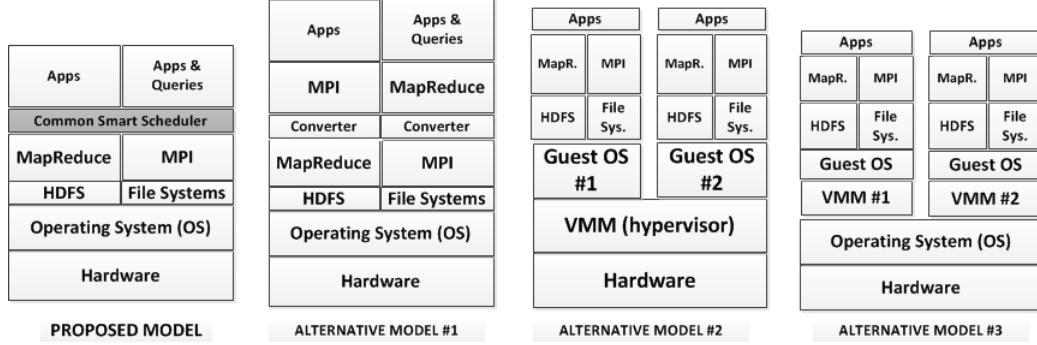 Apps
Apps &
Queries
Common Smart Scheduler
MapReduce
MPI
HDFS
File Systems
Operating System (OS)
Hardware
PROPOSED MODEL
Apps
Apps &
Queries
MPI
MapReduce
Converter
Converter
MapReduce
MPI
HDFS
File Systems
Operating System (OS)
Hardware
ALTERNATIVE MODEL #1
Apps
Apps
MapR.
MPI
MapR.
MPI
HDFS
File
Sys.
HDFS
File
Sys.
Guest OS
#1
Guest OS
#2
VMM (hypervisor)
Hardware
ALTERNATIVE MODEL #2
Apps
Apps
MapR.
MPI
MapR.
MPI
HDFS
File
Sys.
HDFS
File
Sys.
Guest OS
Guest OS
VMM #1
VMM #2
Operating System (OS)
Hardware
ALTERNATIVE MODEL #3